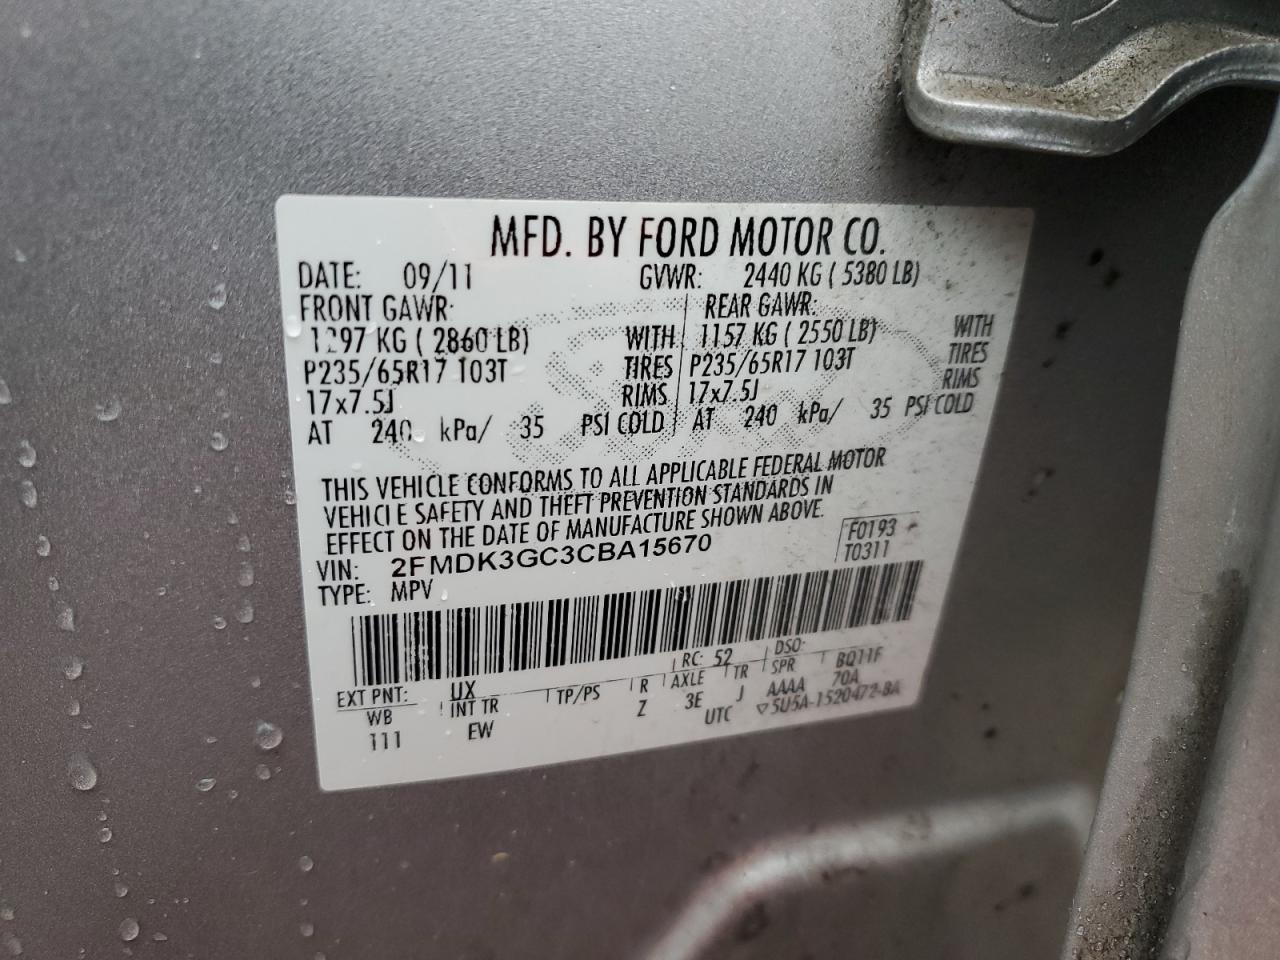 MFD. BY FORD MOTOR CO.
DATE: 09/11 GVWR: 2440 KG ( 5380 LB)
FRONT GAWR: REAR GAWR:
1297 KG ( 2860 LB) WITH 1157 KG ( 2550 LB) WITH
P235/65R17 103T TIRES P235/65R17 103T TIRES
17x7.5J RIMS 17x7.5J RIMS
AT 240 kPa/ 35 PSI COLD AT 240 kPa/ 35 PSI COLD
THIS VEHICLE CONFORMS TO ALL APPLICABLE FEDERAL MOTOR
VEHICLE SAFETY AND THEFT PREVENTION STANDARDS IN
EFFECT ON THE DATE OF MANUFACTURE SHOWN ABOVE.
F0193
VIN: 2FMDK3GC3CBA15670
T0311
TYPE: MPV
RC: 52 DSO:
EXT PNT: UX AXLE TR SPR BQ11F
WB INT TR TP/PS R 3E J AAAA 70A
111 EW Z UTC ▽5U5A-1520472-BA